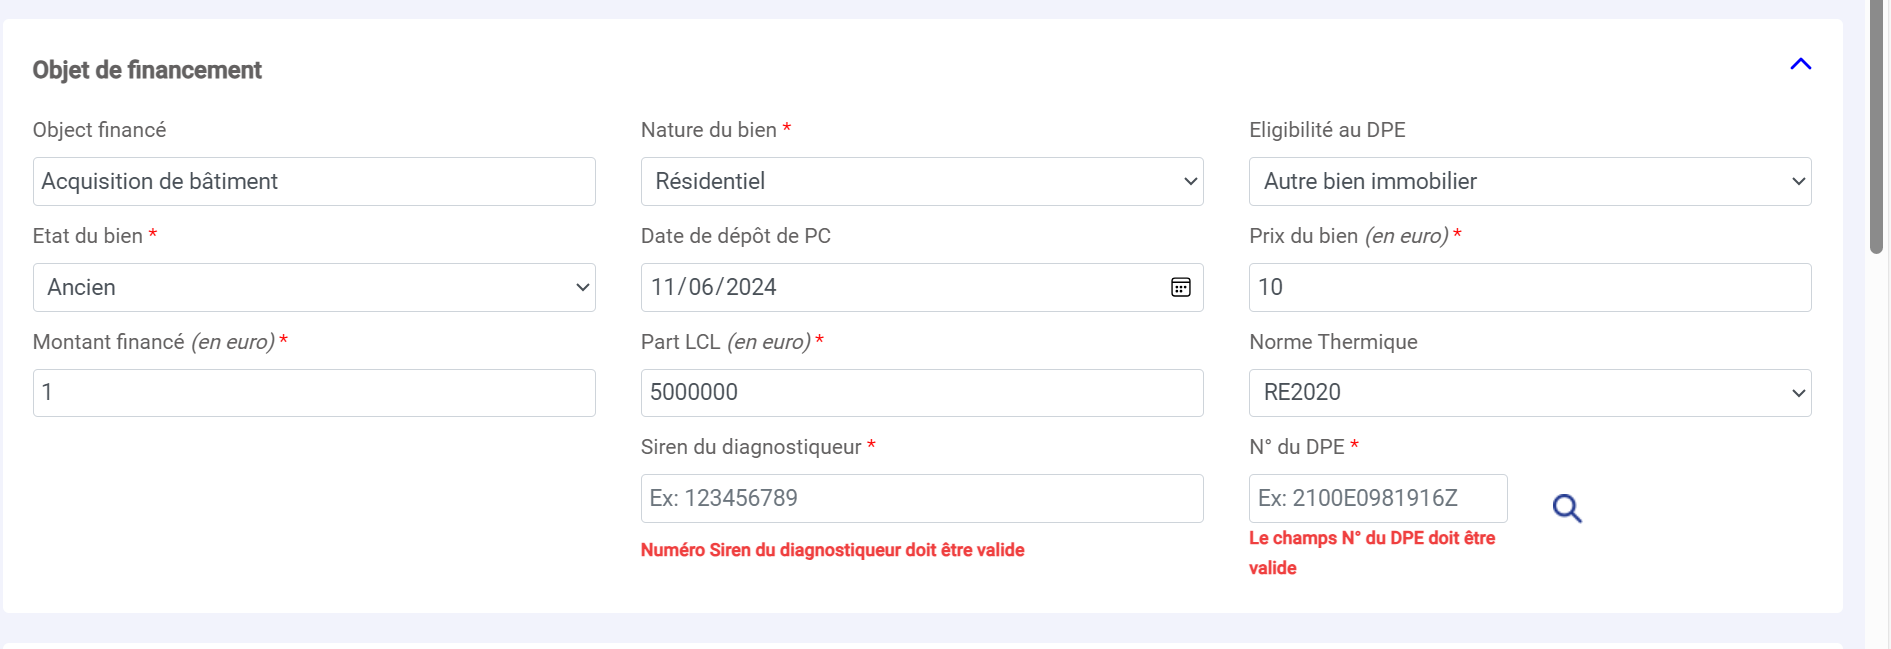 Objet de financement
Object financé
Nature du bien *
Eligibilité au DPE
Acquisition de bâtiment
Résidentiel
Autre bien immobilier
Etat du bien *
Date de dépôt de PC
Prix du bien (en euro) *
Ancien
11/06/2024
10
Montant financé (en euro) *
Part LCL (en euro) *
Norme Thermique
1
5000000
RE2020
Siren du diagnostiqueur *
N° du DPE *
Ex: 123456789
Ex: 2100E0981916Z
Numéro Siren du diagnostiqueur doit être valide
Le champs N° du DPE doit être
valide